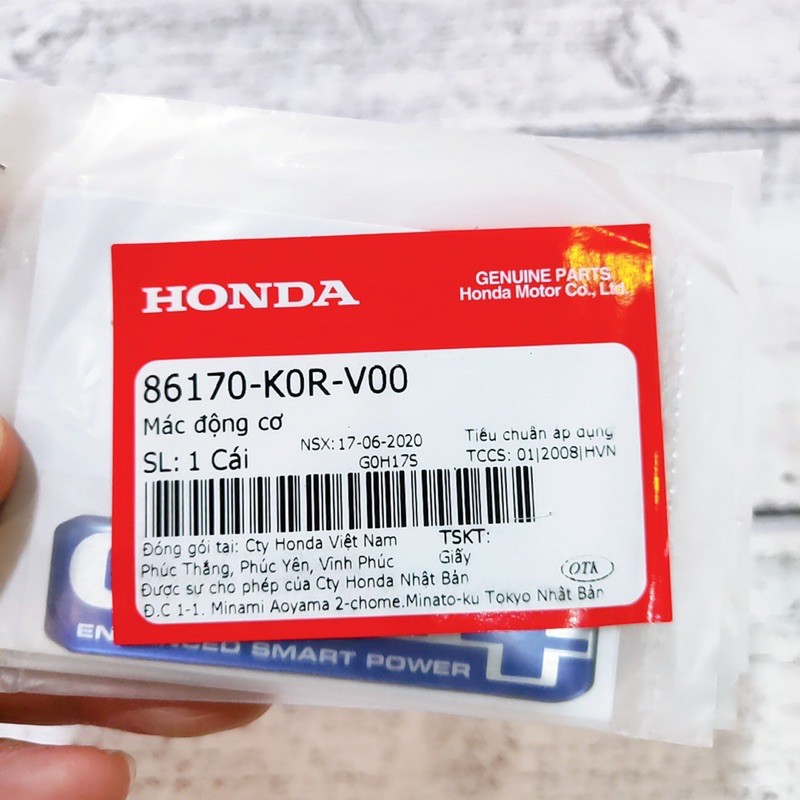 HONDA
GENUINE PARTS
Honda Motor Co., Ltd.
86170-K0R-V00
Mác động cơ
SL: 1 Cái
NSX: 17-06-2020
G0H17S
Tiêu chuẩn áp dụng
TCCS: 01|2008|HVN
Đóng gói tại: Cty Honda Việt Nam
Phúc Thắng, Phúc Yên, Vĩnh Phúc
Được sự cho phép của Cty Honda Nhật Bản
Đ.C 1-1. Minami Aoyama 2-chome.Minato-ku Tokyo Nhật Bản
TSKT:
Giấy
OTK
SMART POWER